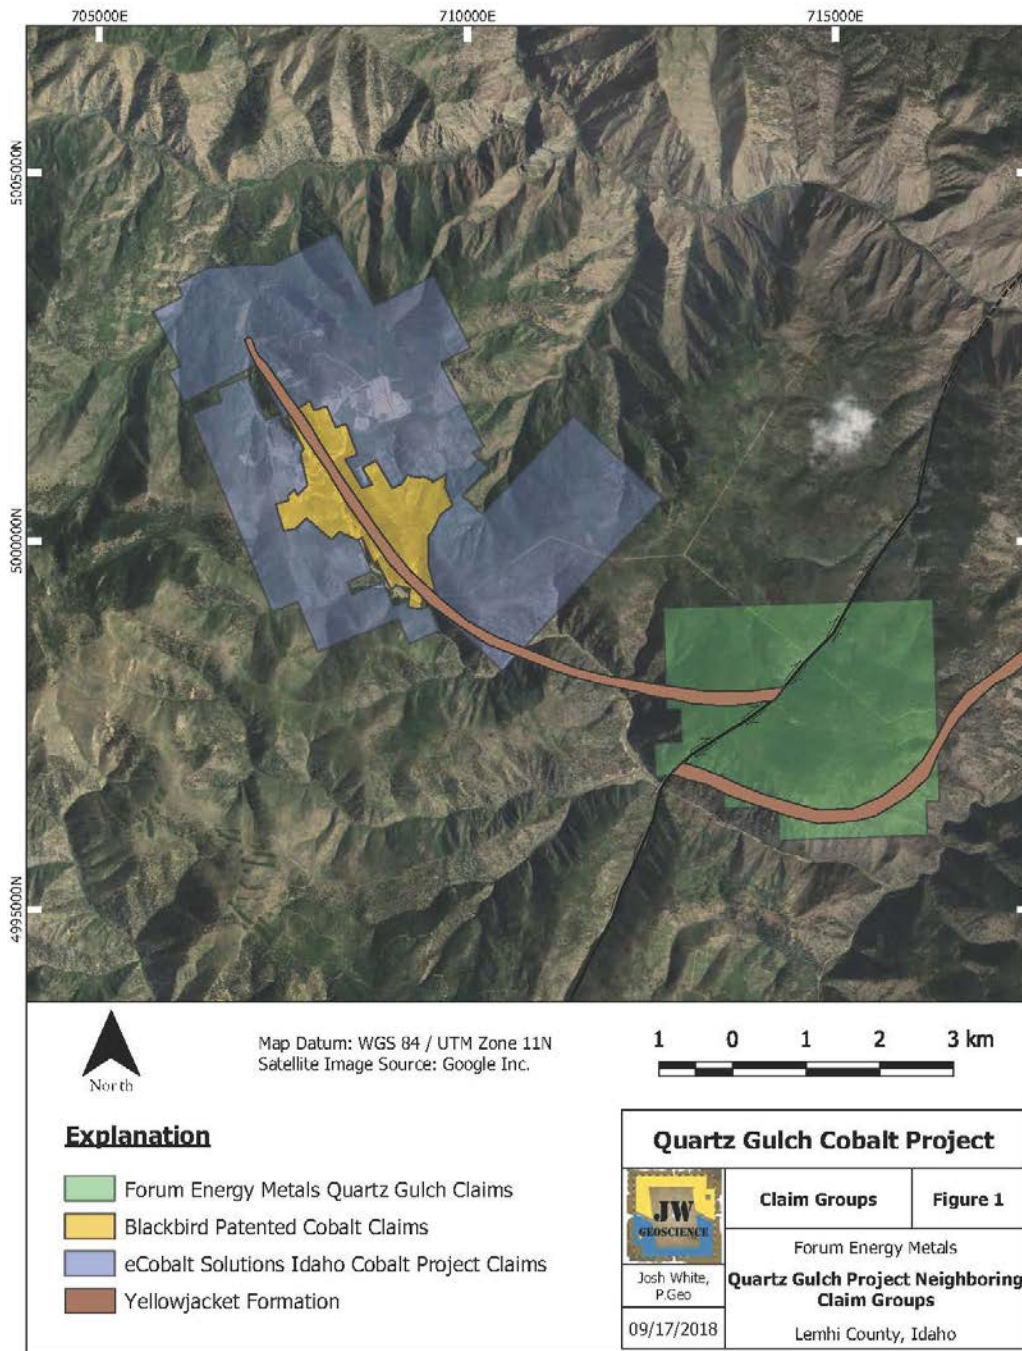 705000E
710000E
715000E
5005000N
5000000N
4995000N
North
Map Datum: WGS 84 / UTM Zone 11N
Satellite Image Source: Google Inc.
1 0 1 2 3 km
Explanation
Forum Energy Metals Quartz Gulch Claims
Blackbird Patented Cobalt Claims
eCobalt Solutions Idaho Cobalt Project Claims
Yellowjacket Formation
Quartz Gulch Cobalt Project
JW
GEOSCIENCE
Josh White,
P.Geo
09/17/2018
Claim Groups
Figure 1
Forum Energy Metals
Quartz Gulch Project Neighboring
Claim Groups
Lemhi County, Idaho